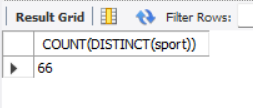 Result Grid Filter Rows:
COUNT(DISTINCT(sport))
66